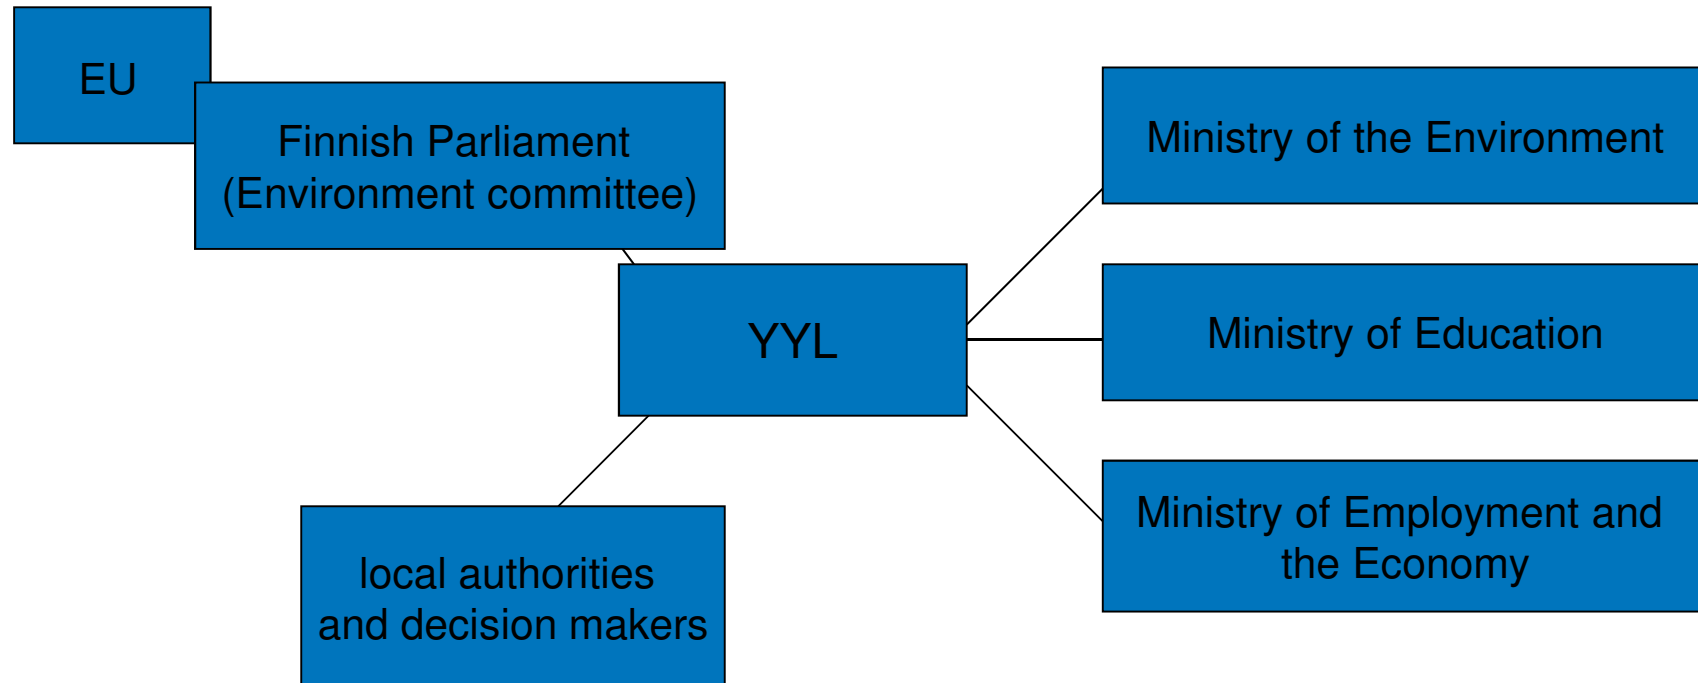 EU
Finnish Parliament
(Environment committee)
YYL
local authorities
and decision makers
Ministry of the Environment
Ministry of Education
Ministry of Employment and
the Economy